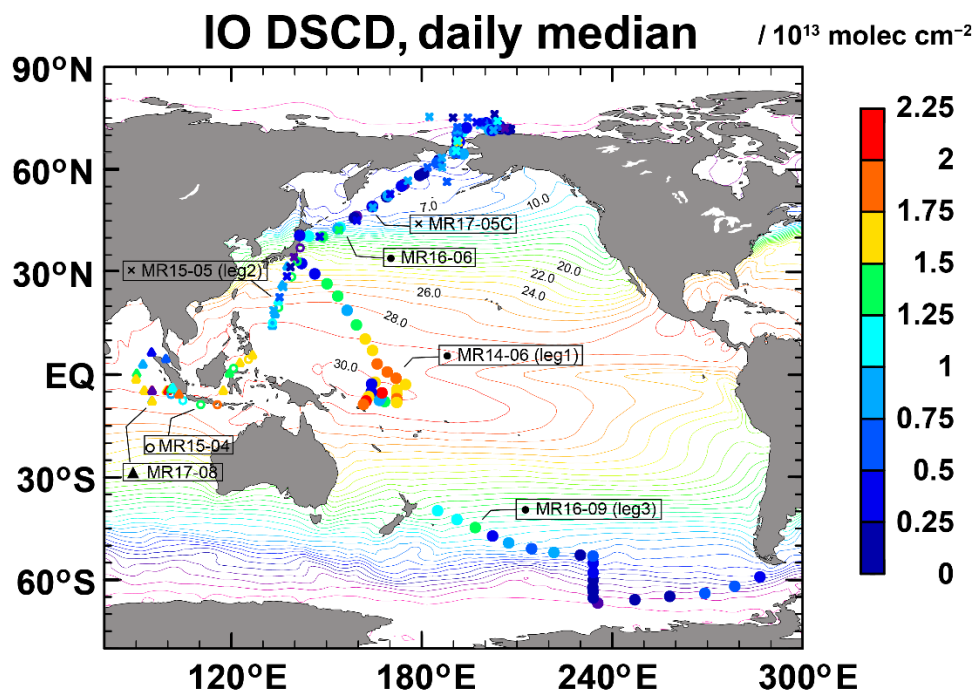 IO DSCD, daily median / 10¹³ molec cm⁻²
90°N
60°N
30°N
EQ
30°S
60°S
120°E 180°E 240°E 300°E
2.25
2
1.75
1.5
1.25
1
0.75
0.5
0.25
0
7.0
10.0
× MR17-05C
● MR16-06
× MR15-05 (leg2)
20.0
22.0
24.0
26.0
28.0
30.0
● MR14-06 (leg1)
○ MR15-04
▲ MR17-08
● MR16-09 (leg3)